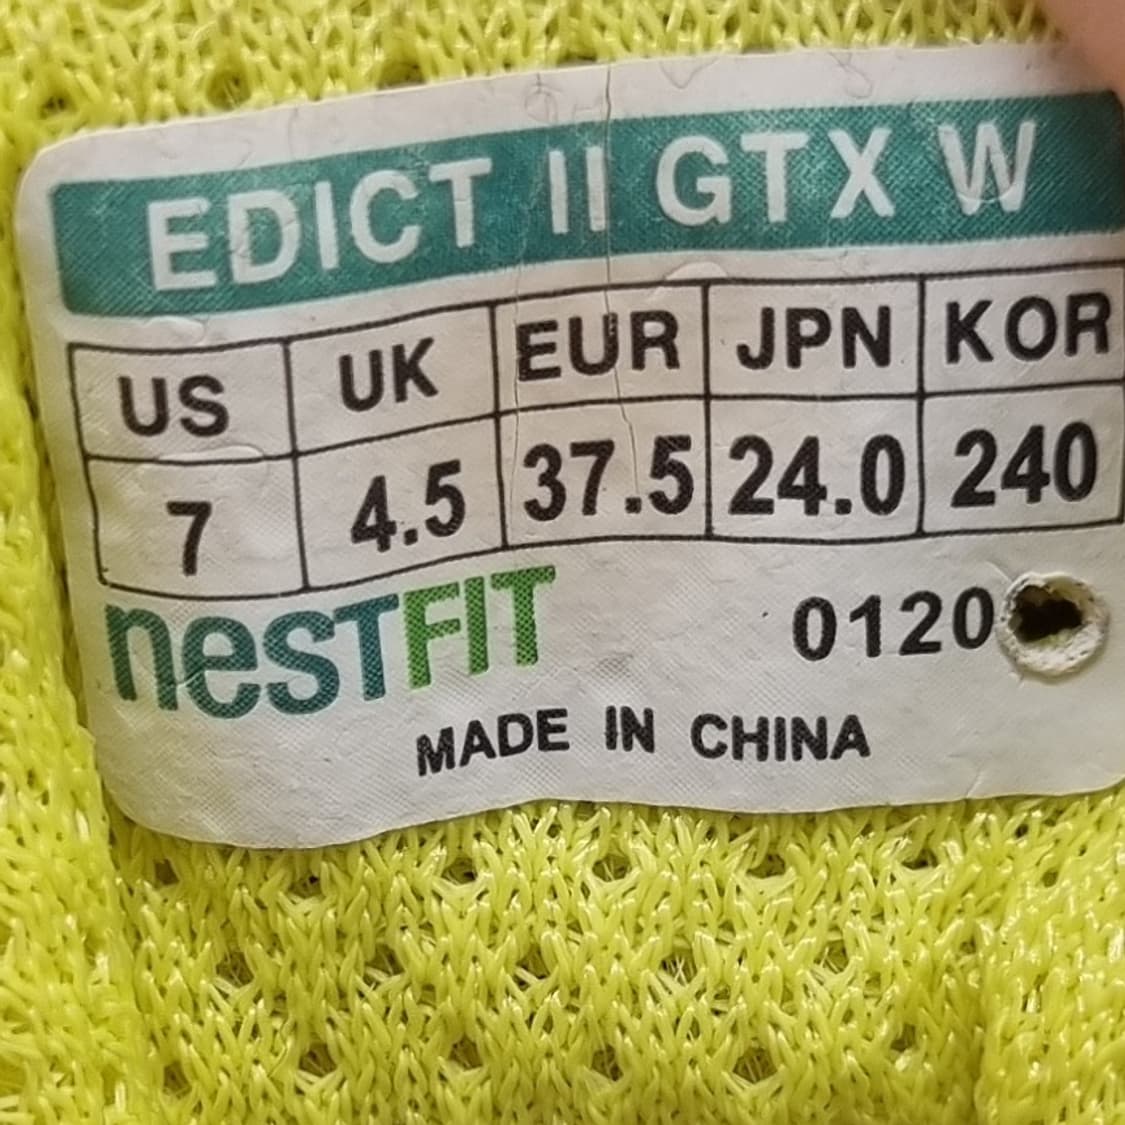 EDICT II GTX W
US UK EUR JPN KOR
7 4.5 37.5 24.0 240
nesTFIT 0120
MADE IN CHINA